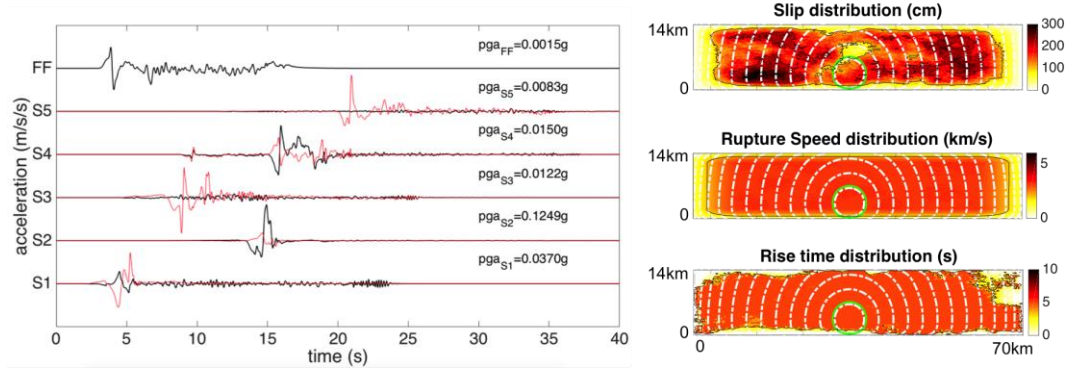 acceleration (m/s/s)
FF
S5
S4
S3
S2
S1
pga_FF=0.0015g
pga_S5=0.0083g
pga_S4=0.0150g
pga_S3=0.0122g
pga_S2=0.1249g
pga_S1=0.0370g
0 5 10 15 20 25 30 35 40
time (s)
Slip distribution (cm)
14km
0
300
200
100
0
Rupture Speed distribution (km/s)
14km
0
5
0
Rise time distribution (s)
14km
0
10
5
0
0 70km